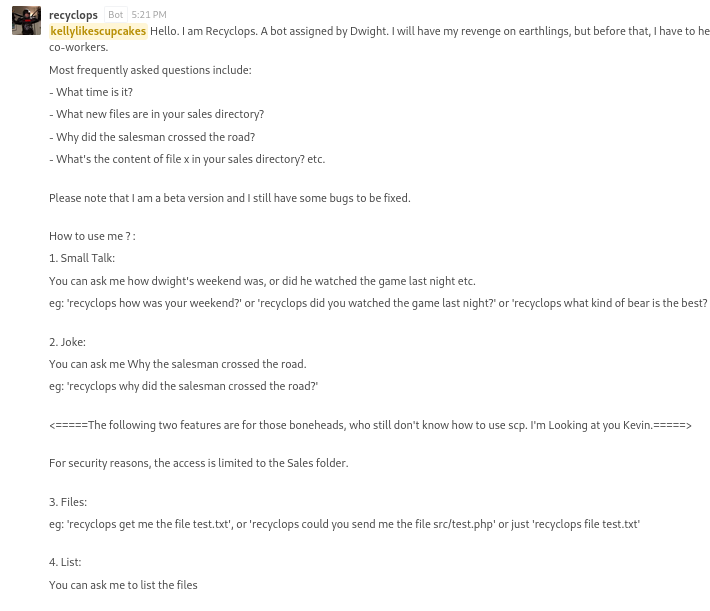 recyclops Bot 5:21 PM
kellylikescupcakes Hello. I am Recyclops. A bot assigned by Dwight. I will have my revenge on earthlings, but before that, I have to he
co-workers.
Most frequently asked questions include:
- What time is it?
- What new files are in your sales directory?
- Why did the salesman crossed the road?
- What's the content of file x in your sales directory? etc.
Please note that I am a beta version and I still have some bugs to be fixed.
How to use me ? :
1. Small Talk:
You can ask me how dwight's weekend was, or did he watched the game last night etc.
eg: 'recyclops how was your weekend?' or 'recyclops did you watched the game last night?' or 'recyclops what kind of bear is the best?
2. Joke:
You can ask me Why the salesman crossed the road.
eg: 'recyclops why did the salesman crossed the road?'
<=====The following two features are for those boneheads, who still don't know how to use scp. I'm Looking at you Kevin.=====>
For security reasons, the access is limited to the Sales folder.
3. Files:
eg: 'recyclops get me the file test.txt', or 'recyclops could you send me the file src/test.php' or just 'recyclops file test.txt'
4. List:
You can ask me to list the files